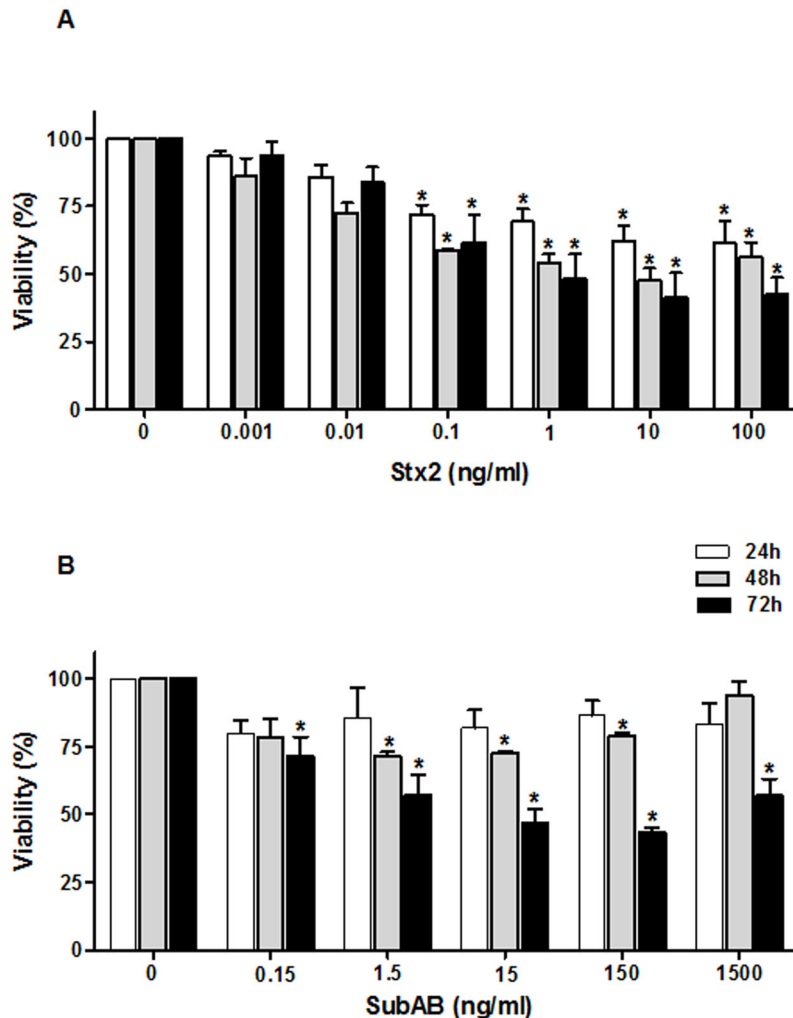 A
100
75
50
25
0
Viability (%)
* * * * * * * * * * *
0 0.001 0.01 0.1 1 10 100
Stx2 (ng/ml)
24h
48h
72h
B
100
75
50
25
0
Viability (%)
* * * * * * * *
0 0.15 1.5 15 150 1500
SubAB (ng/ml)